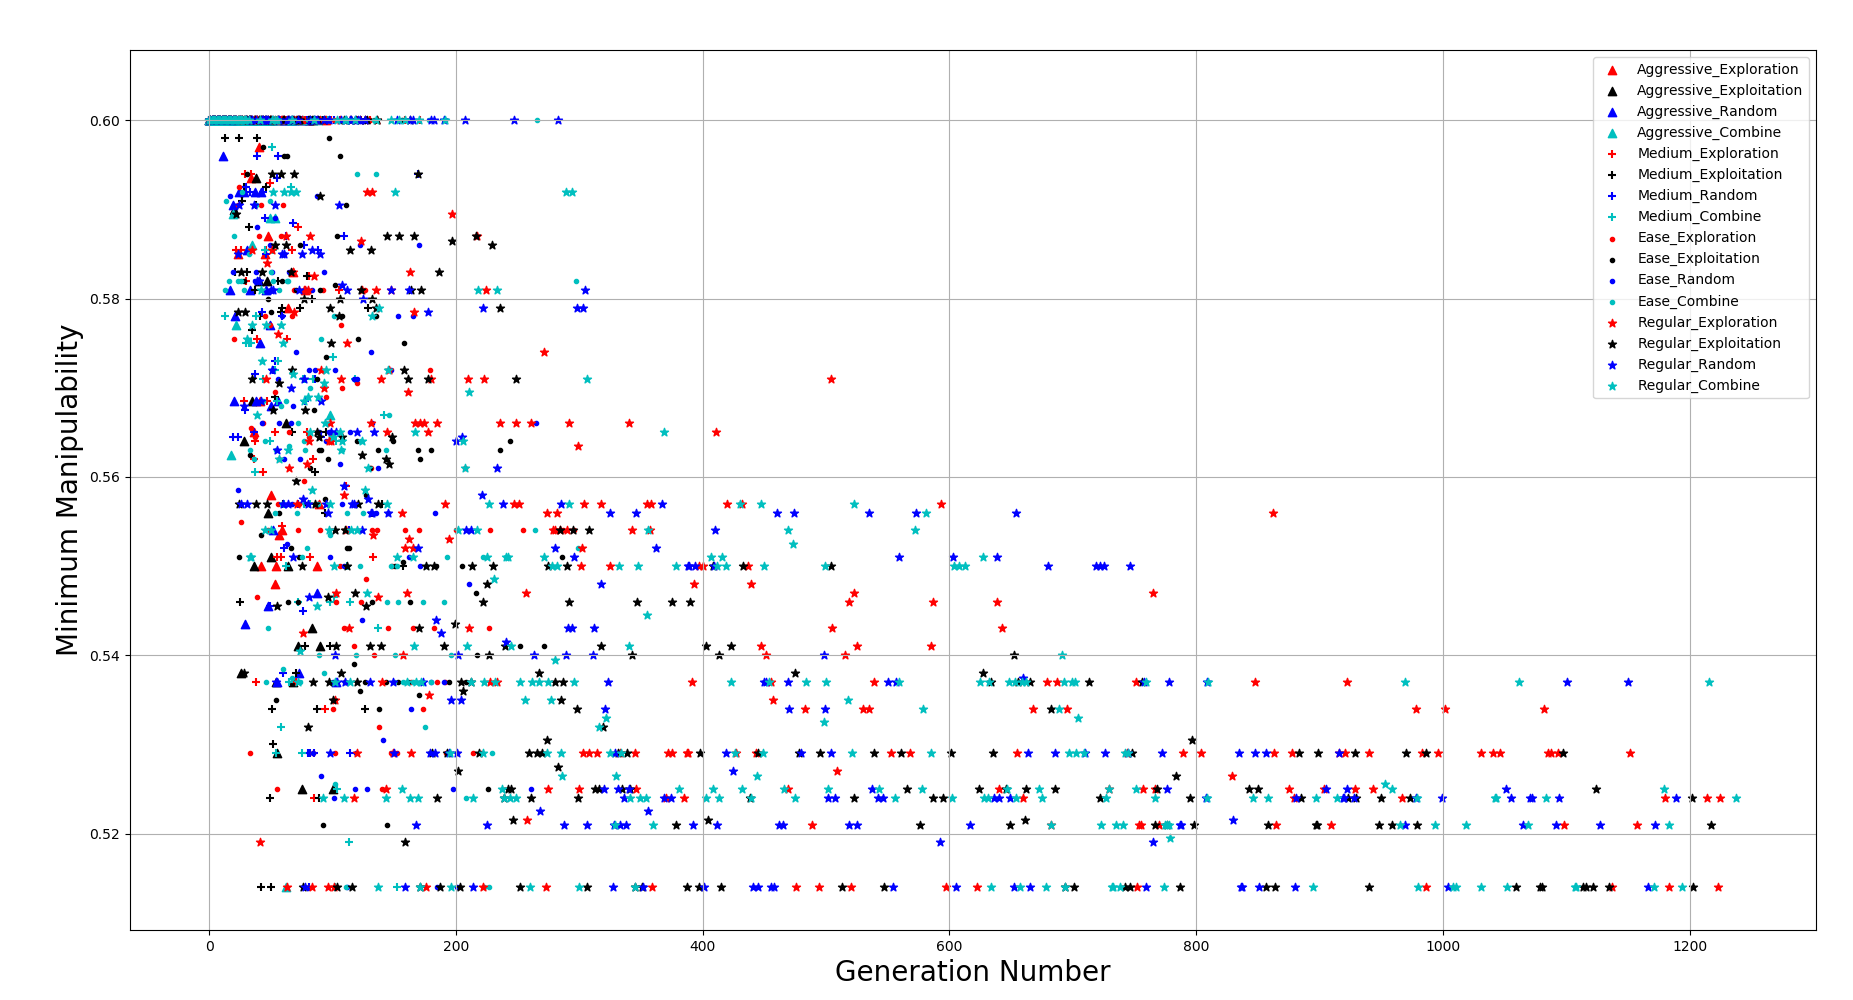 Minimum Manipulability
0.60
0.58
0.56
0.54
0.52
Aggressive_Exploration
Aggressive_Exploitation
Aggressive_Random
Aggressive_Combine
Medium_Exploration
Medium_Exploitation
Medium_Random
Medium_Combine
Ease_Exploration
Ease_Exploitation
Ease_Random
Ease_Combine
Regular_Exploration
Regular_Exploitation
Regular_Random
Regular_Combine
0 200 400 600 800 1000 1200
Generation Number